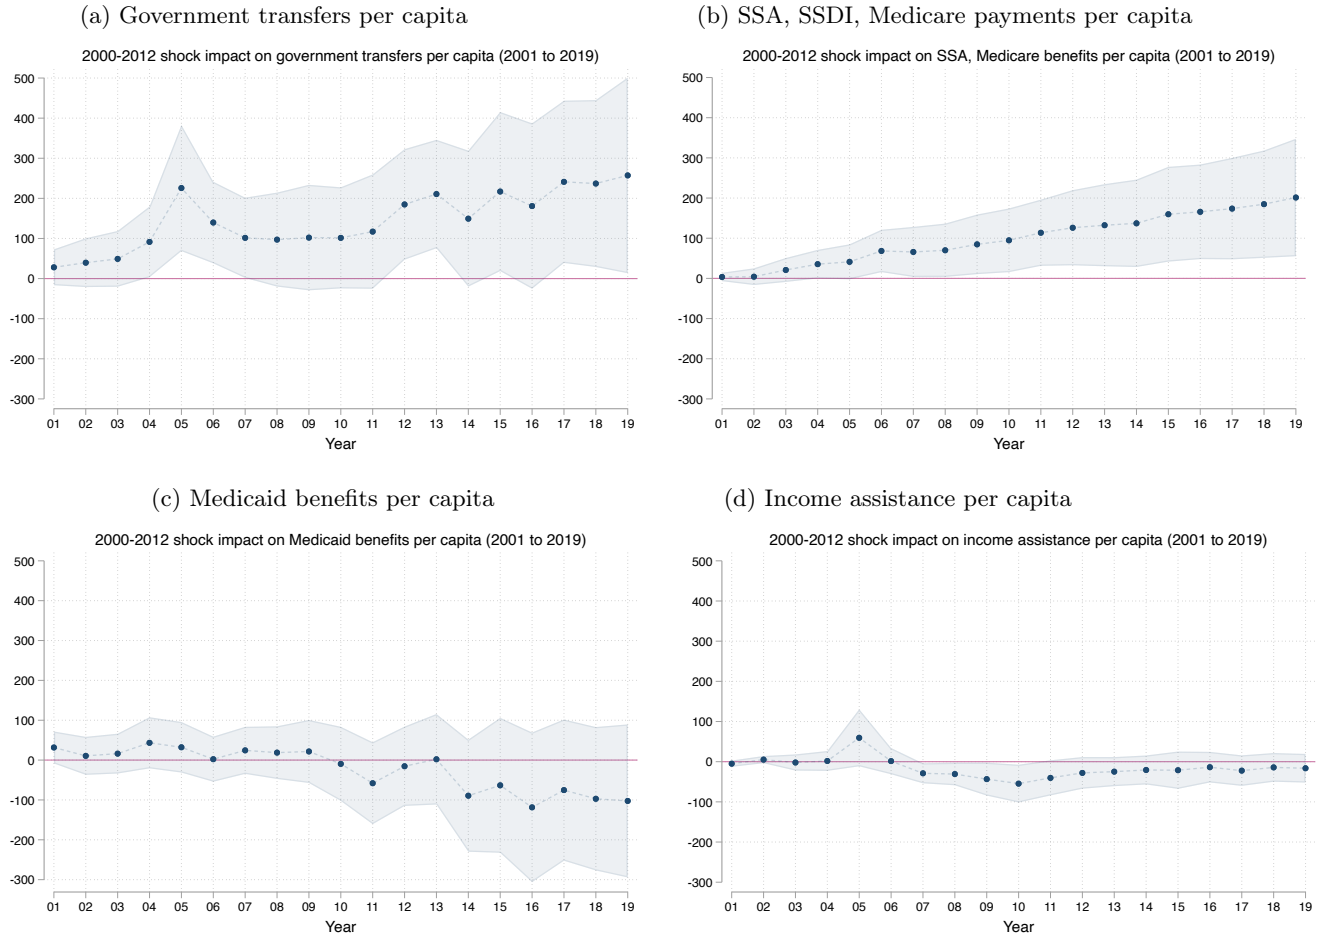 (a) Government transfers per capita
2000-2012 shock impact on government transfers per capita (2001 to 2019)
500
400
300
200
100
0
-100
-200
-300
01 02 03 04 05 06 07 08 09 10 11 12 13 14 15 16 17 18 19
Year
(b) SSA, SSDI, Medicare payments per capita
2000-2012 shock impact on SSA, Medicare benefits per capita (2001 to 2019)
500
400
300
200
100
0
-100
-200
-300
01 02 03 04 05 06 07 08 09 10 11 12 13 14 15 16 17 18 19
Year
(c) Medicaid benefits per capita
2000-2012 shock impact on Medicaid benefits per capita (2001 to 2019)
500
400
300
200
100
0
-100
-200
-300
01 02 03 04 05 06 07 08 09 10 11 12 13 14 15 16 17 18 19
Year
(d) Income assistance per capita
2000-2012 shock impact on income assistance per capita (2001 to 2019)
500
400
300
200
100
0
-100
-200
-300
01 02 03 04 05 06 07 08 09 10 11 12 13 14 15 16 17 18 19
Year